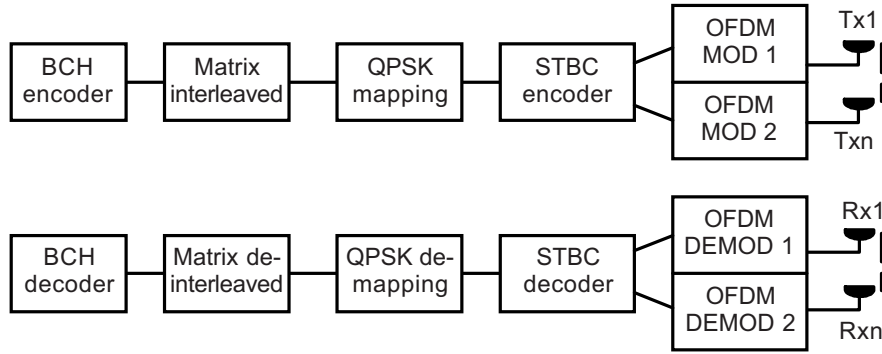 BCH
encoder
Matrix
interleaved
QPSK
mapping
STBC
encoder
OFDM
MOD 1
OFDM
MOD 2
Tx1
Txn
BCH
decoder
Matrix de-
interleaved
QPSK de-
mapping
STBC
decoder
OFDM
DEMOD 1
OFDM
DEMOD 2
Rx1
Rxn